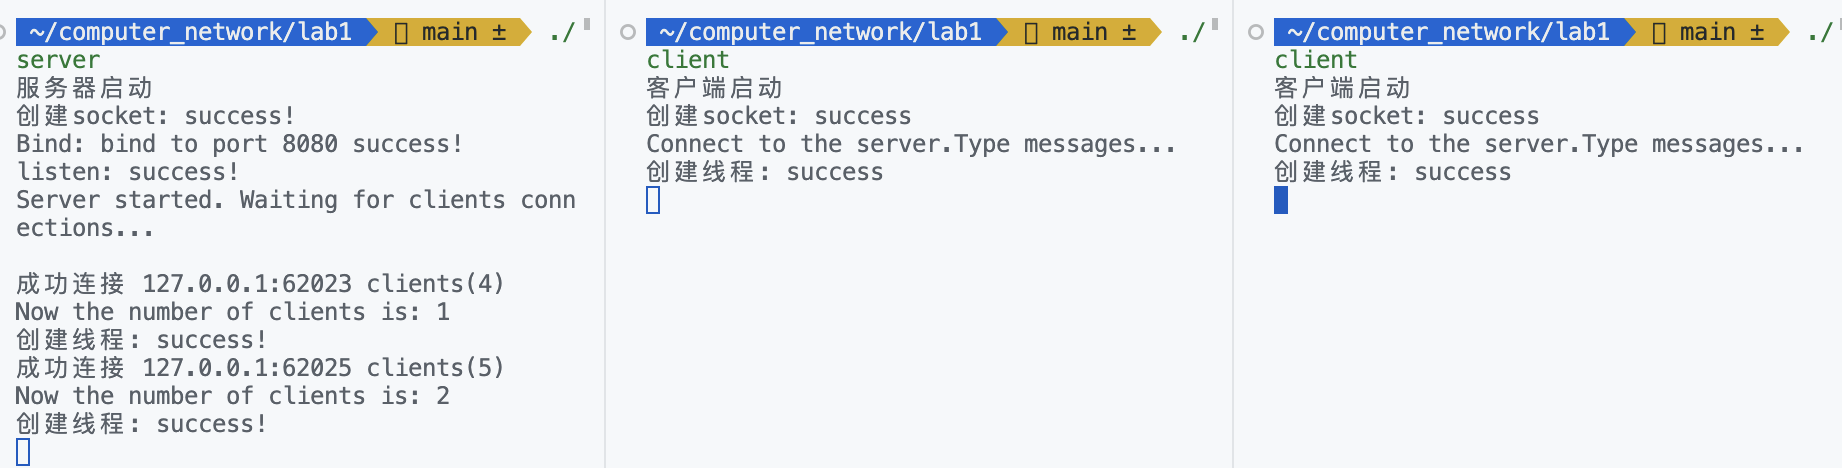 ~/computer_network/lab1 main ± ./
server
服务器启动
创建socket: success!
Bind: bind to port 8080 success!
listen: success!
Server started. Waiting for clients conn
ections...
成功连接 127.0.0.1:62023 clients(4)
Now the number of clients is: 1
创建线程: success!
成功连接 127.0.0.1:62025 clients(5)
Now the number of clients is: 2
创建线程: success!
~/computer_network/lab1 main ± ./
client
客户端启动
创建socket: success
Connect to the server.Type messages...
创建线程: success
~/computer_network/lab1 main ± ./
client
客户端启动
创建socket: success
Connect to the server.Type messages...
创建线程: success